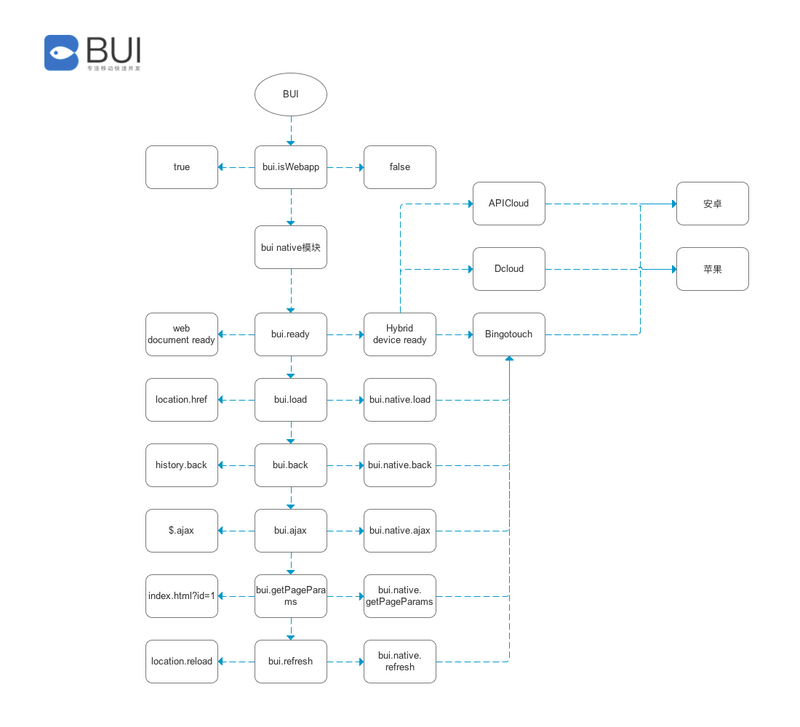 BUI
专注移动快速开发
BUI
true
bui.isWebapp
false
APICloud
安卓
bui native模块
Dcloud
苹果
web
document ready
bui.ready
Hybrid
device ready
Bingotouch
location.href
bui.load
bui.native.load
history.back
bui.back
bui.native.back
$.ajax
bui.ajax
bui.native.ajax
index.html?id=1
bui.getPagePara
ms
bui.native.
getPageParams
location.reload
bui.refresh
bui.native.
refresh